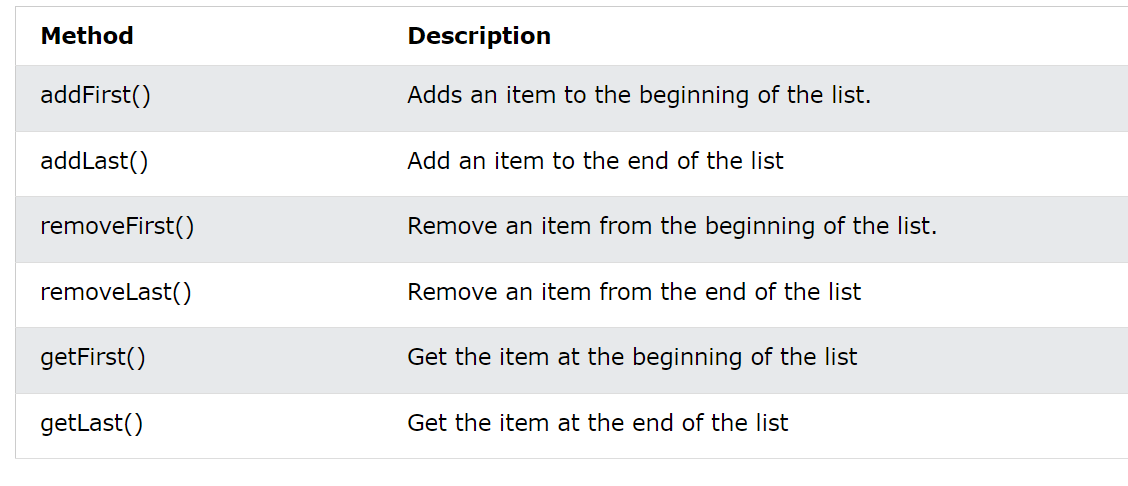 Method Description
addFirst() Adds an item to the beginning of the list.
addLast() Add an item to the end of the list
removeFirst() Remove an item from the beginning of the list.
removeLast() Remove an item from the end of the list
getFirst() Get the item at the beginning of the list
getLast() Get the item at the end of the list